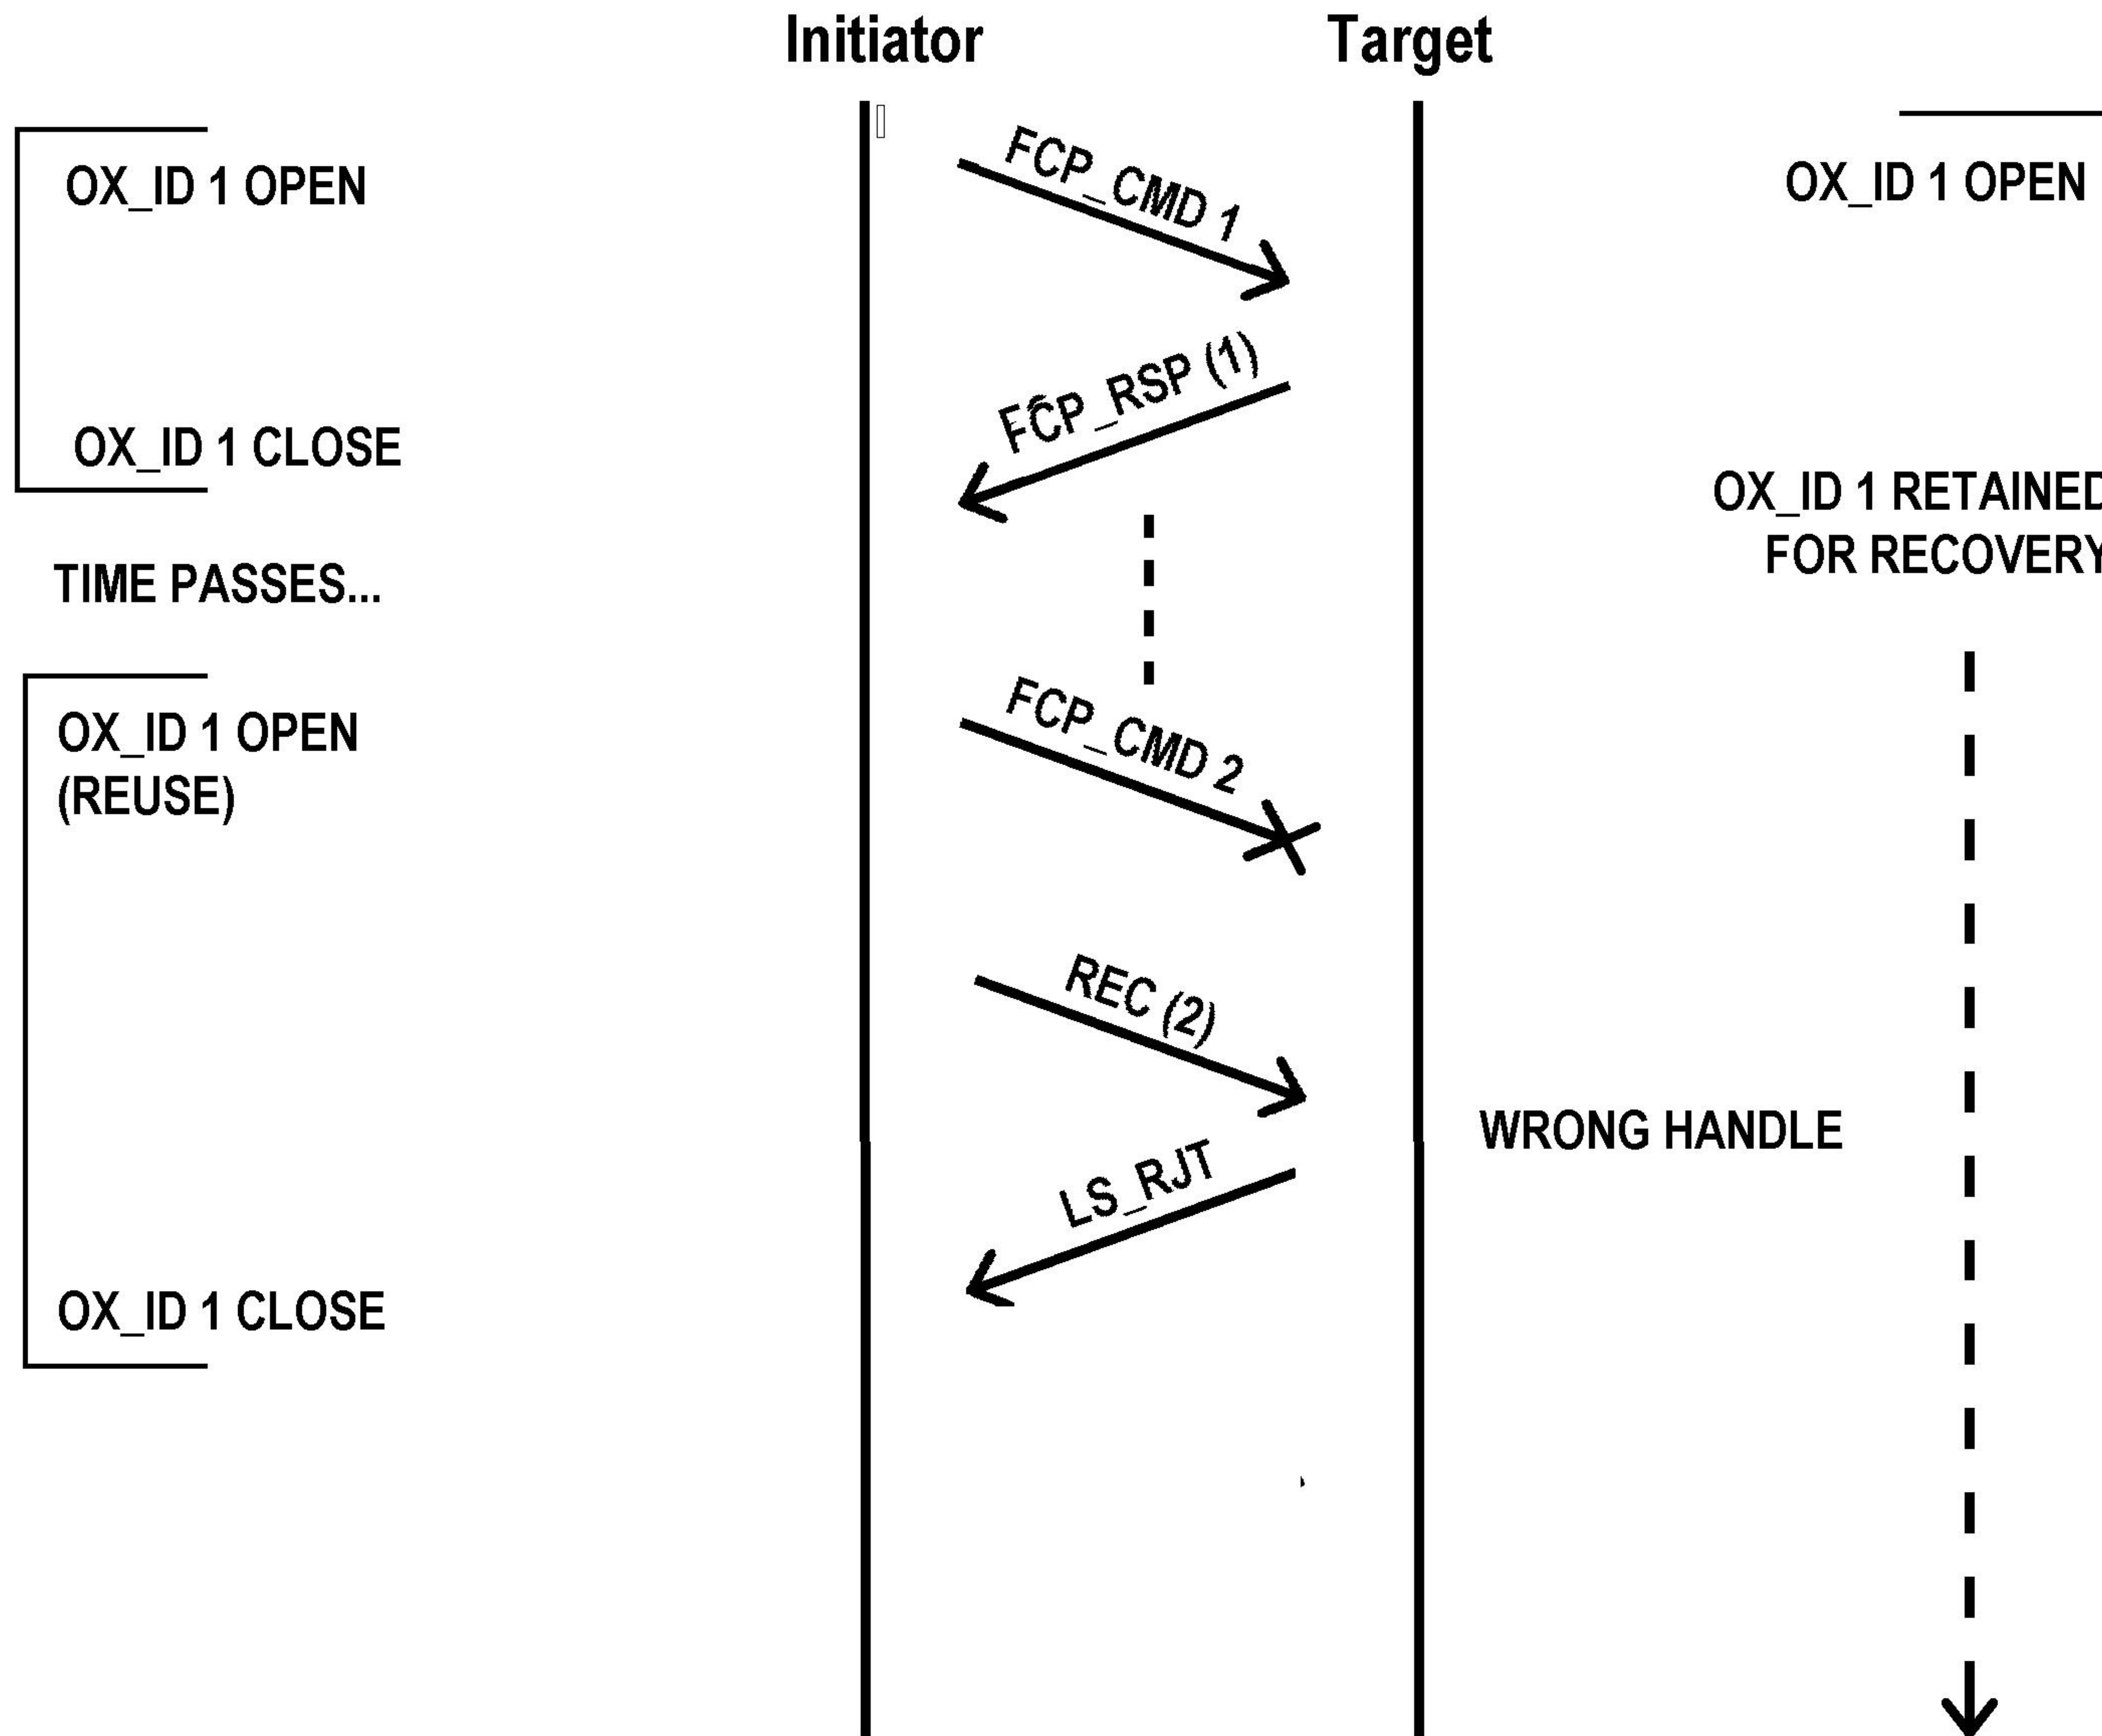 Initiator
Target
OX_ID 1 OPEN
FCP_CMD 1
OX_ID 1 OPEN
FCP_RSP (1)
OX_ID 1 CLOSE
OX_ID 1 RETAINED
FOR RECOVERY
TIME PASSES...
OX_ID 1 OPEN
(REUSE)
FCP_CMD 2
REC (2)
WRONG HANDLE
LS_RJT
OX_ID 1 CLOSE